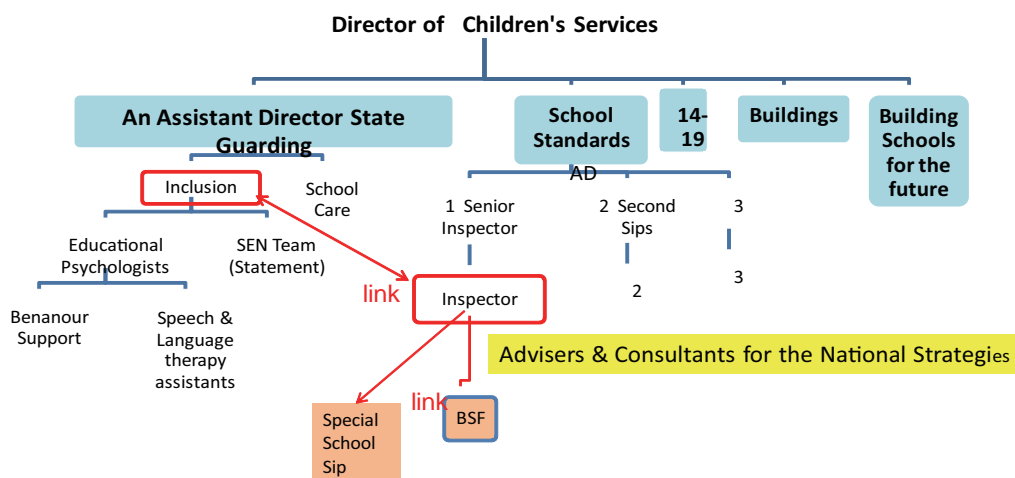 Director of Children's Services
An Assistant Director State
Guarding
School
Standards
14-
19
Buildings
Building
Schools
for the
future
AD
Inclusion
School
Care
1 Senior
Inspector
2 Second
Sips
3
Educational
Psychologists
SEN Team
(Statement)
link
Inspector
2
3
Benanour
Support
Speech &
Language
therapy
assistants
Advisers & Consultants for the National Strategies
link
Special
School
Sip
BSF